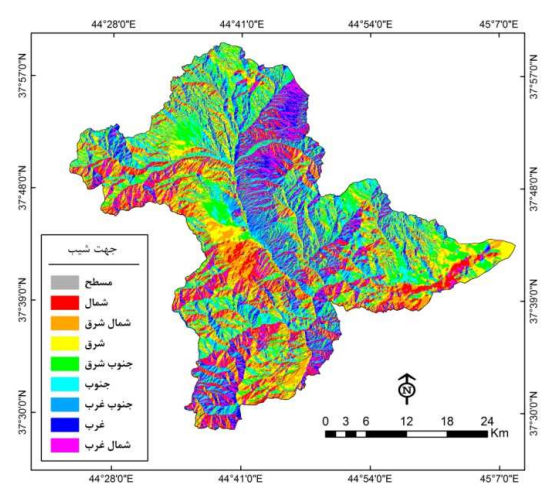 44°28'0"E 44°41'0"E 44°54'0"E 45°7'0"E
37°57'0"N 37°57'0"N
37°48'0"N 37°48'0"N
37°39'0"N 37°39'0"N
37°30'0"N 37°30'0"N
جهت شیب
مسطح
شمال
شمال شرق
شرق
جنوب شرق
جنوب
جنوب غرب
غرب
شمال غرب
N
0 3 6 12 18 24
Km
44°28'0"E 44°41'0"E 44°54'0"E 45°7'0"E